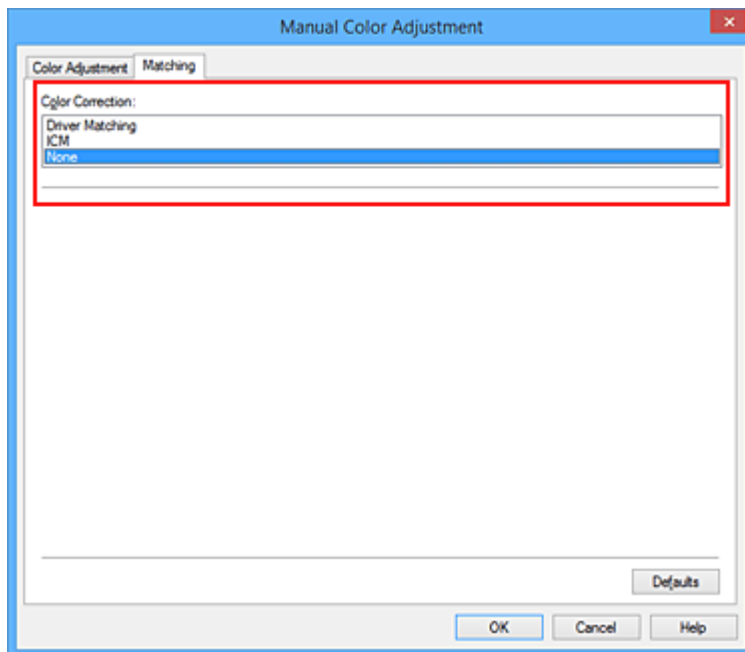 Manual Color Adjustment
Color Adjustment Matching
Color Correction:
Driver Matching
ICM
None
Defaults
OK Cancel Help